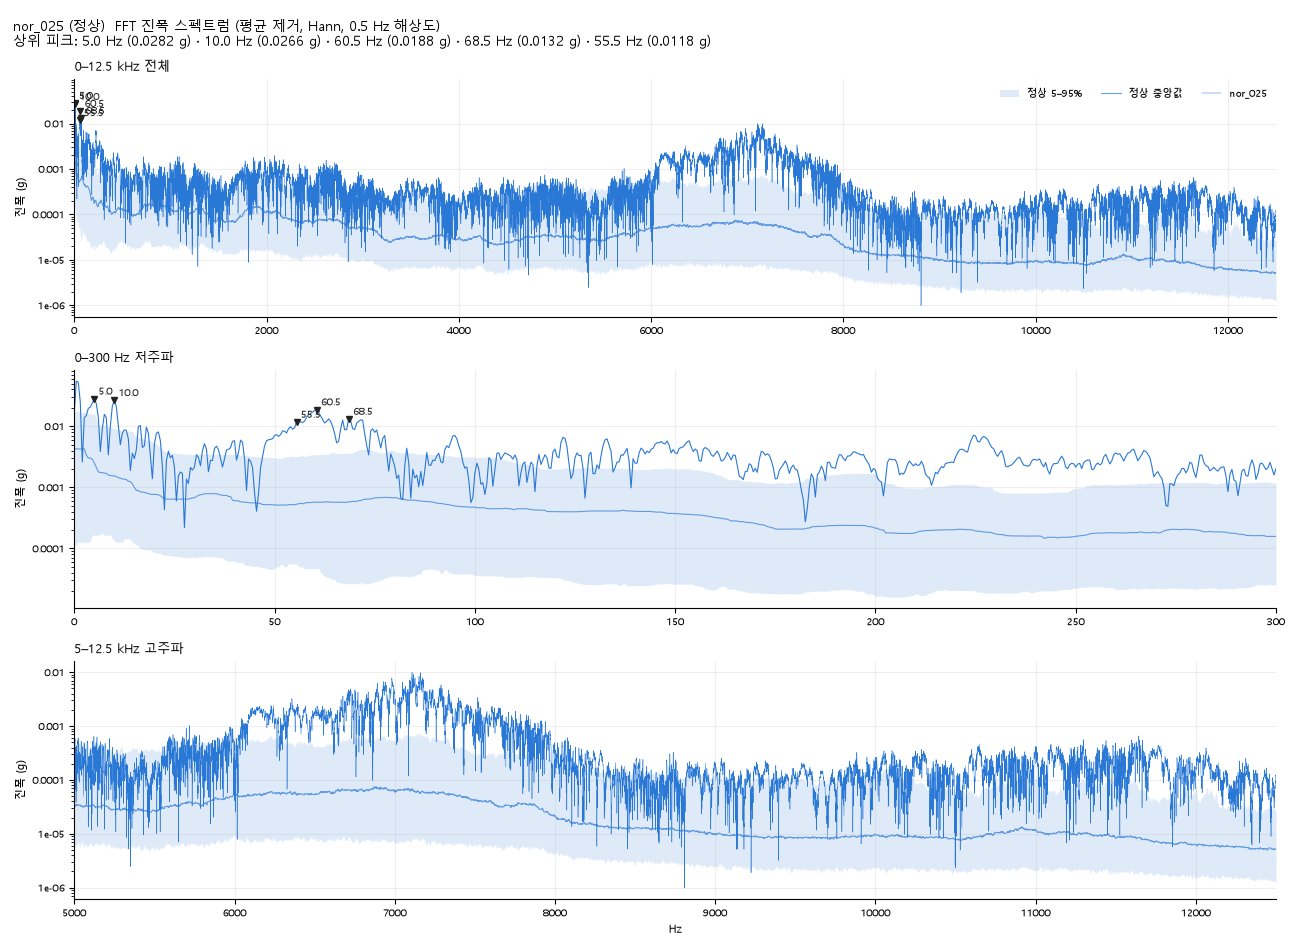 nor_025 (정상)  FFT 진폭 스펙트럼 (평균 제거, Hann, 0.5 Hz 해상도)
상위 피크: 5.0 Hz (0.0282 g) · 10.0 Hz (0.0266 g) · 60.5 Hz (0.0188 g) · 68.5 Hz (0.0132 g) · 55.5 Hz (0.0118 g)
0–12.5 kHz 전체
정상 5–95% 정상 중앙값 nor_025
60.5
진폭 (g)
0.01
0.001
0.0001
1e-05
1e-06
0 2000 4000 6000 8000 10000 12000
0–300 Hz 저주파
5.0 10.0 55.5 60.5 68.5
진폭 (g)
0.01
0.001
0.0001
0 50 100 150 200 250 300
5–12.5 kHz 고주파
진폭 (g)
0.01
0.001
0.0001
1e-05
1e-06
5000 6000 7000 8000 9000 10000 11000 12000
Hz